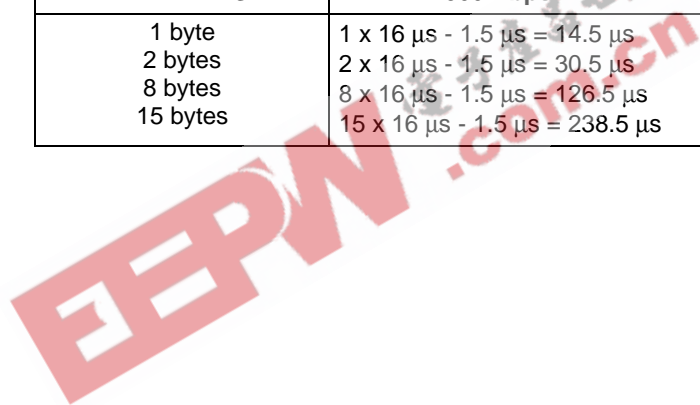 1 byte
2 bytes
8 bytes
15 bytes
1 x 16 μs - 1.5 μs = 14.5 μs
2 x 16 μs - 1.5 μs = 30.5 μs
8 x 16 μs - 1.5 μs = 126.5 μs
15 x 16 μs - 1.5 μs = 238.5 μs
EEPW
.com.cn